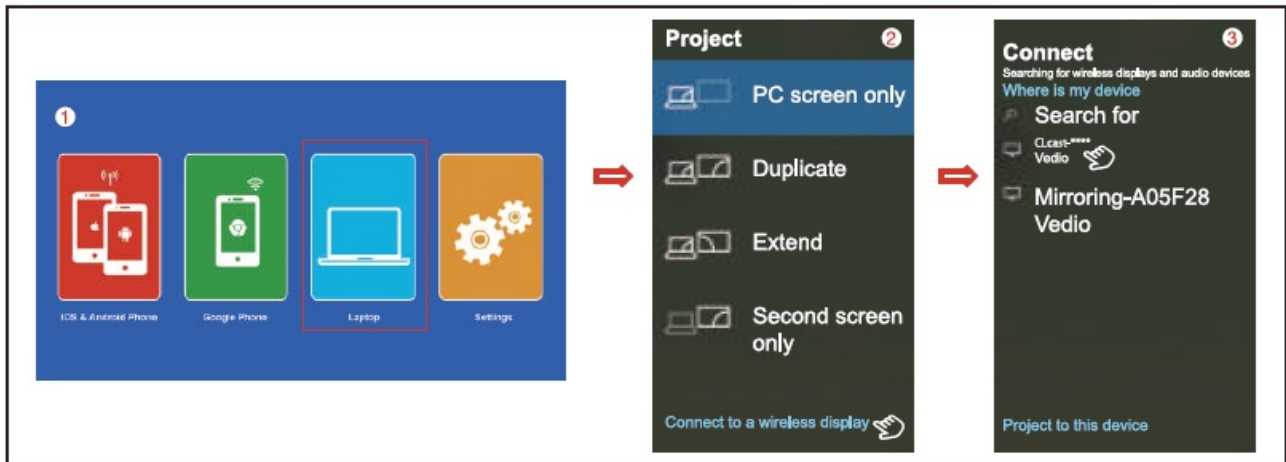 1
IOS & Android Phone
Google Phone
Laptop
Settings
Project
2
PC screen only
Duplicate
Extend
Second screen
only
Connect to a wireless display
3
Connect
Searching for wireless displays and audio devices
Where is my device
Search for
CLcast-****
Vedio
Mirroring-A05F28
Vedio
Project to this device